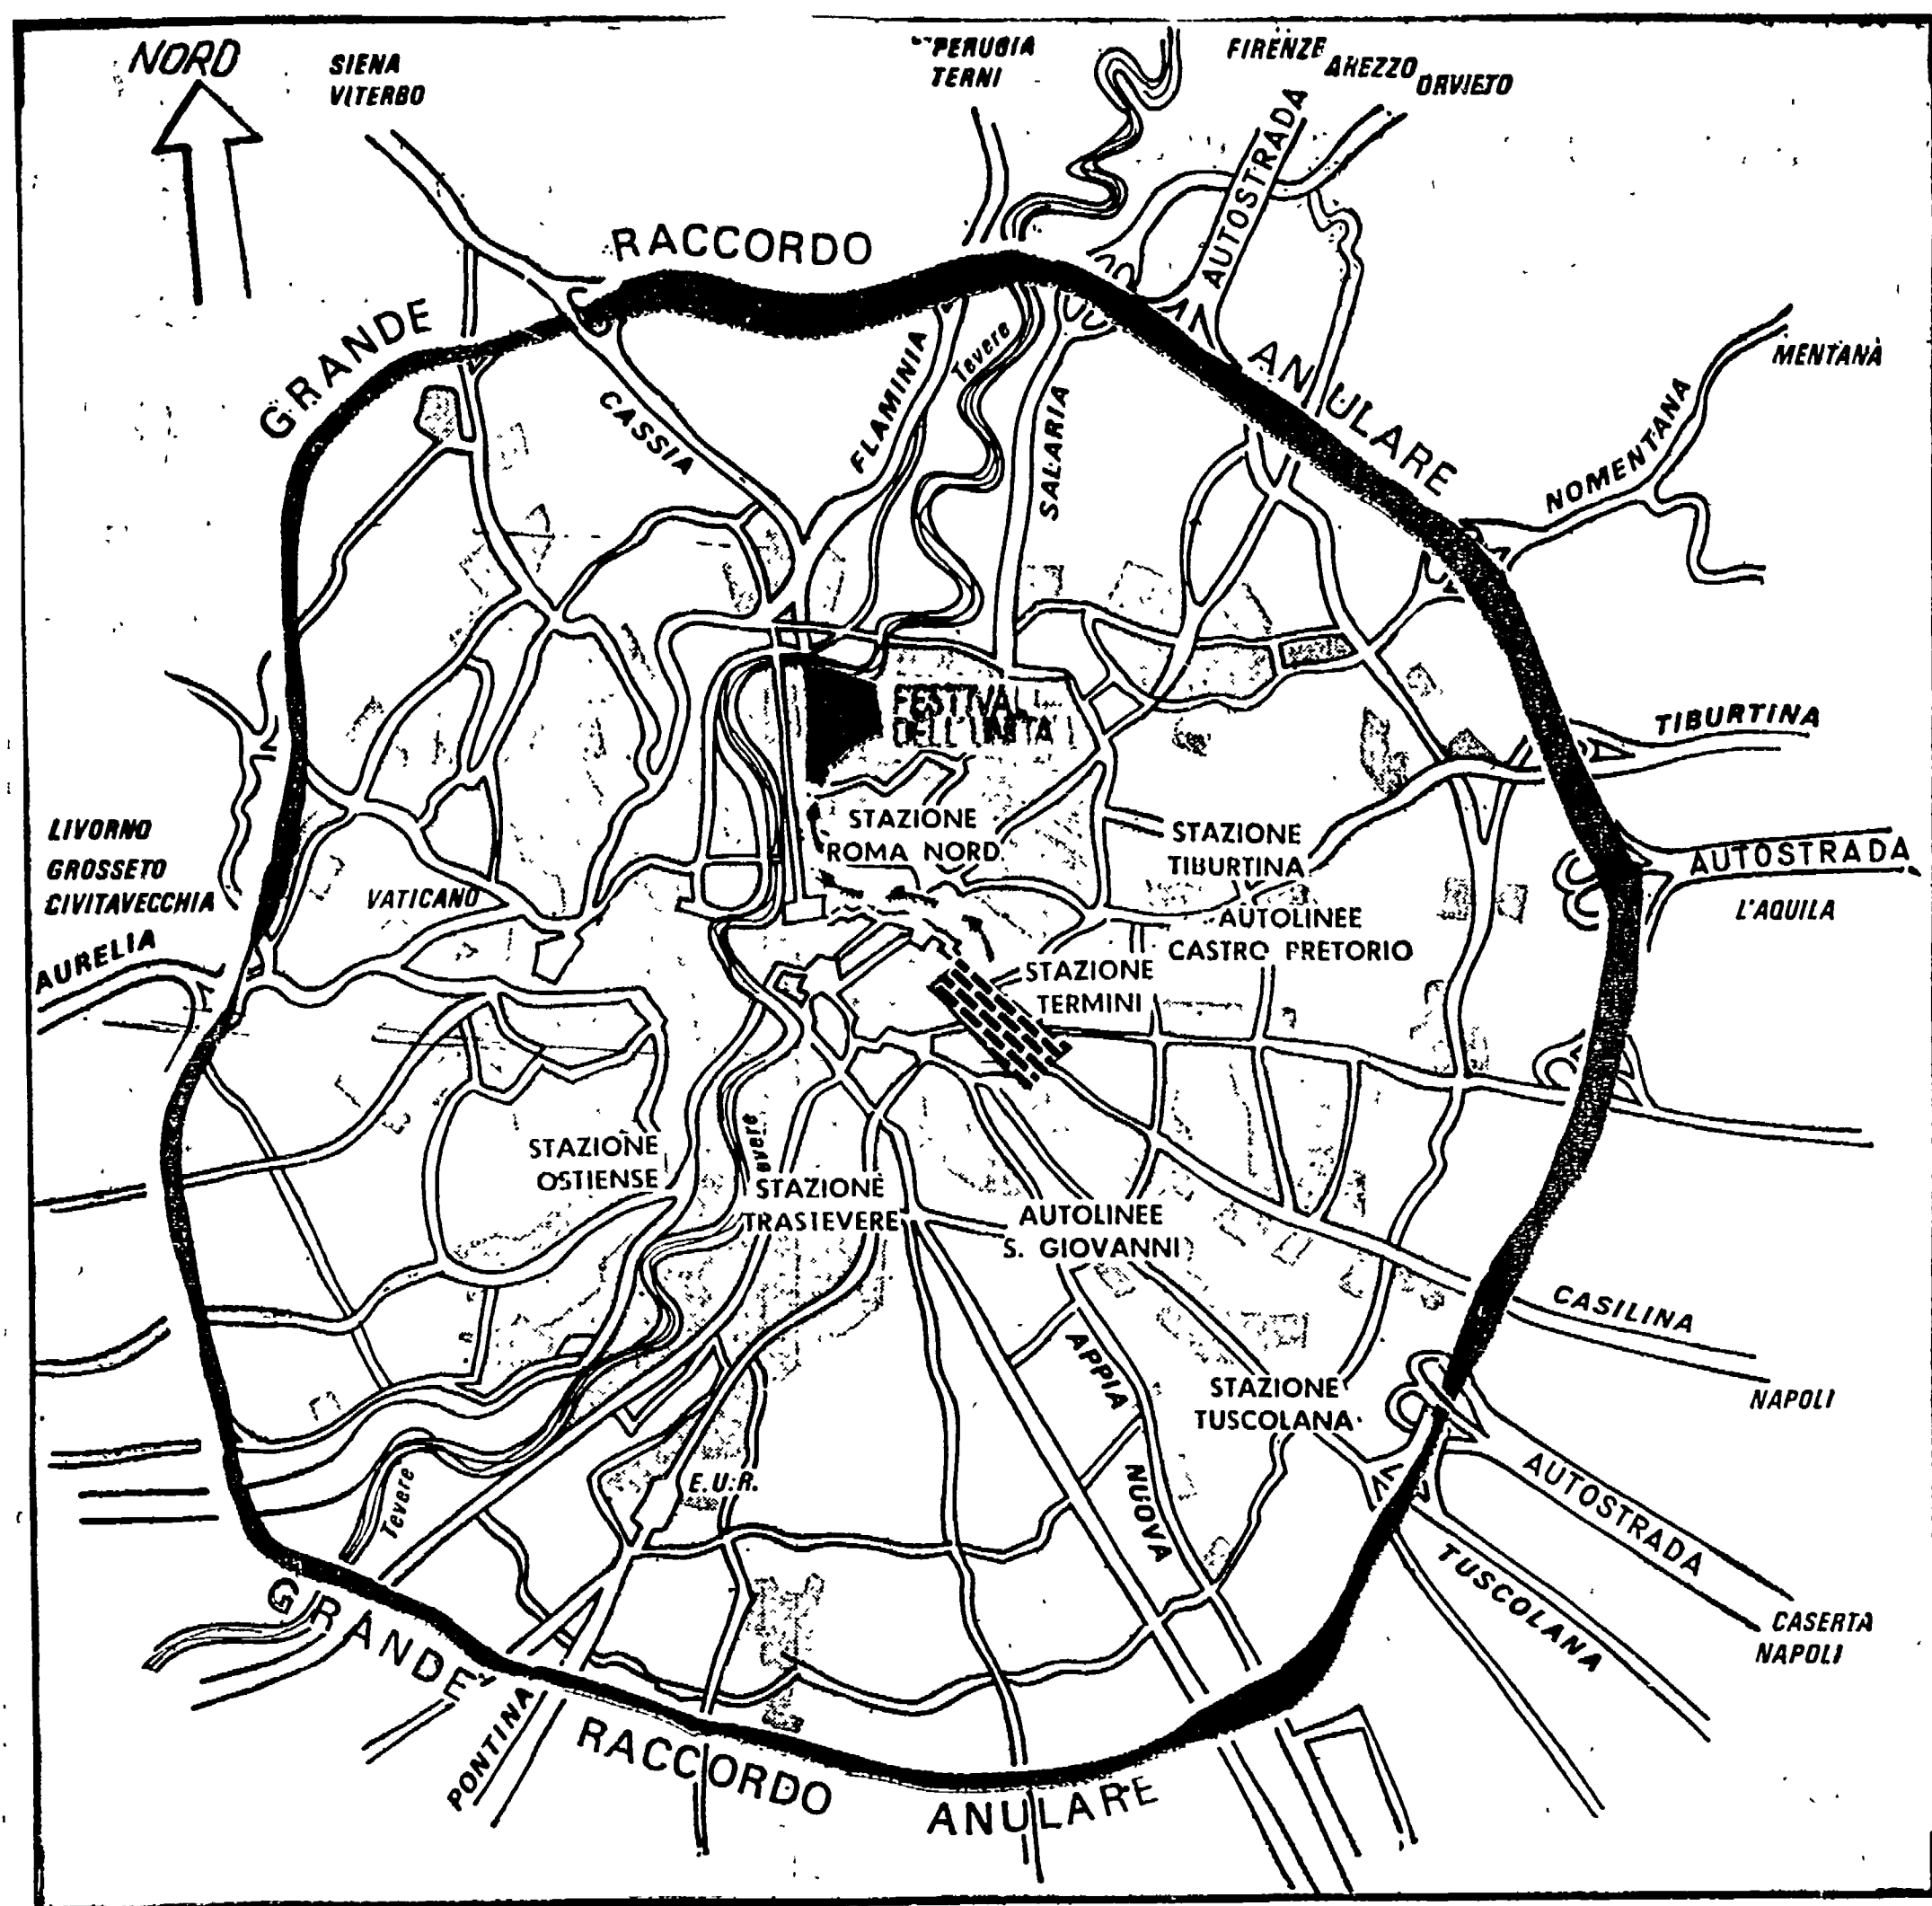 NORD
SIENA
VITERBO
PERUGIA
TERNI
FIRENZE
AREZZO
ORVIETO
AUTOSTRADA
GRANDE
RACCORDO
ANULARE
CASSIA
FLAMINIA
Tevere
SALARIA
NOMENTANA
MENTANA
TIBURTINA
FESTIVAL
DELL'UNITA
LIVORNO
GROSSETO
CIVITAVECCHIA
AURELIA
VATICANO
STAZIONE
ROMA NORD
STAZIONE
TIBURTINA
AUTOLINEE
CASTRO PRETORIO
STAZIONE
TERMINI
AUTOSTRADA
L'AQUILA
STAZIONE
OSTIENSE
evere
STAZIONE
TRASTEVERE
AUTOLINEE
S. GIOVANNI
CASILINA
NAPOLI
APPIA
NUOVA
STAZIONE
TUSCOLANA
AUTOSTRADA
CASERTA
NAPOLI
TUSCOLANA
E.U.R.
Tevere
GRANDE
PONTINA
RACCORDO
ANULARE